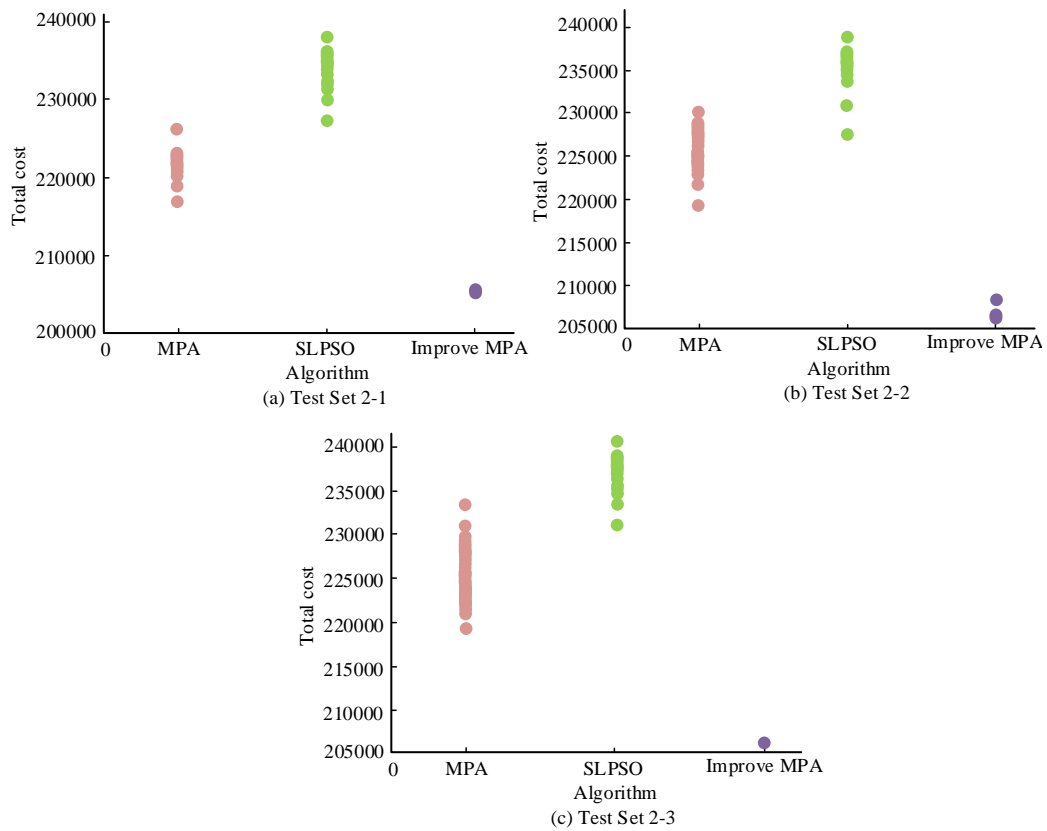 240000
230000
220000
210000
200000
Total cost
0
MPA
SLPSO
Improve MPA
Algorithm
(a) Test Set 2-1
240000
235000
230000
225000
220000
215000
210000
205000
Total cost
0
MPA
SLPSO
Improve MPA
Algorithm
(b) Test Set 2-2
240000
235000
230000
225000
220000
215000
210000
205000
Total cost
0
MPA
SLPSO
Improve MPA
Algorithm
(c) Test Set 2-3